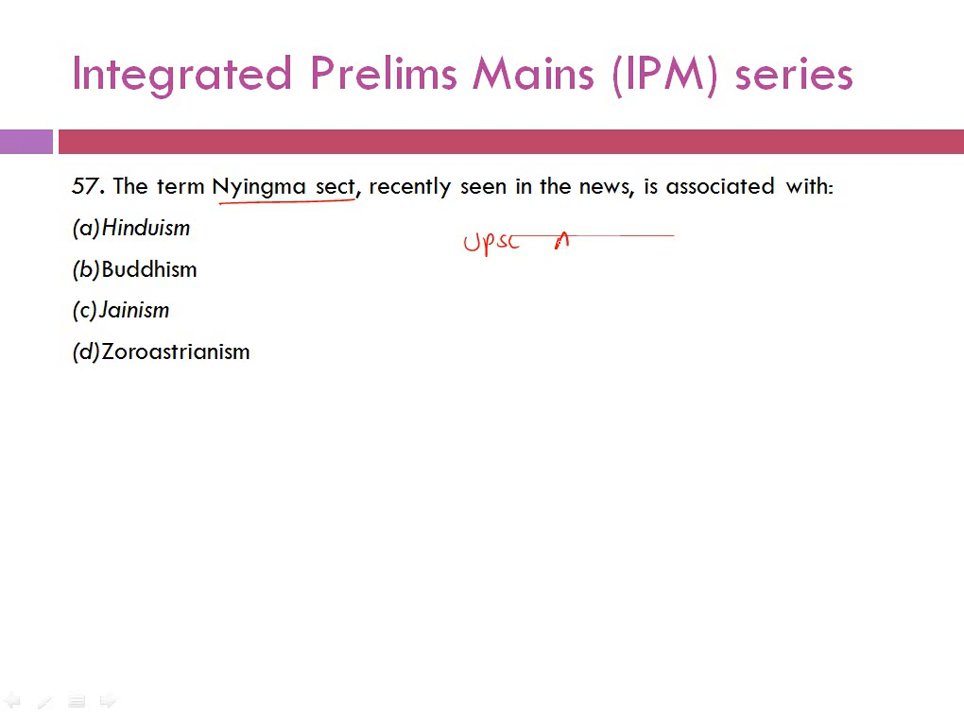 Integrated Prelims Mains (IPM) series
57. The term Nyingma sect, recently seen in the news, is associated with:
(a)Hinduism
UPSC
(b)Buddhism
(c)Jainism
(d)Zoroastrianism